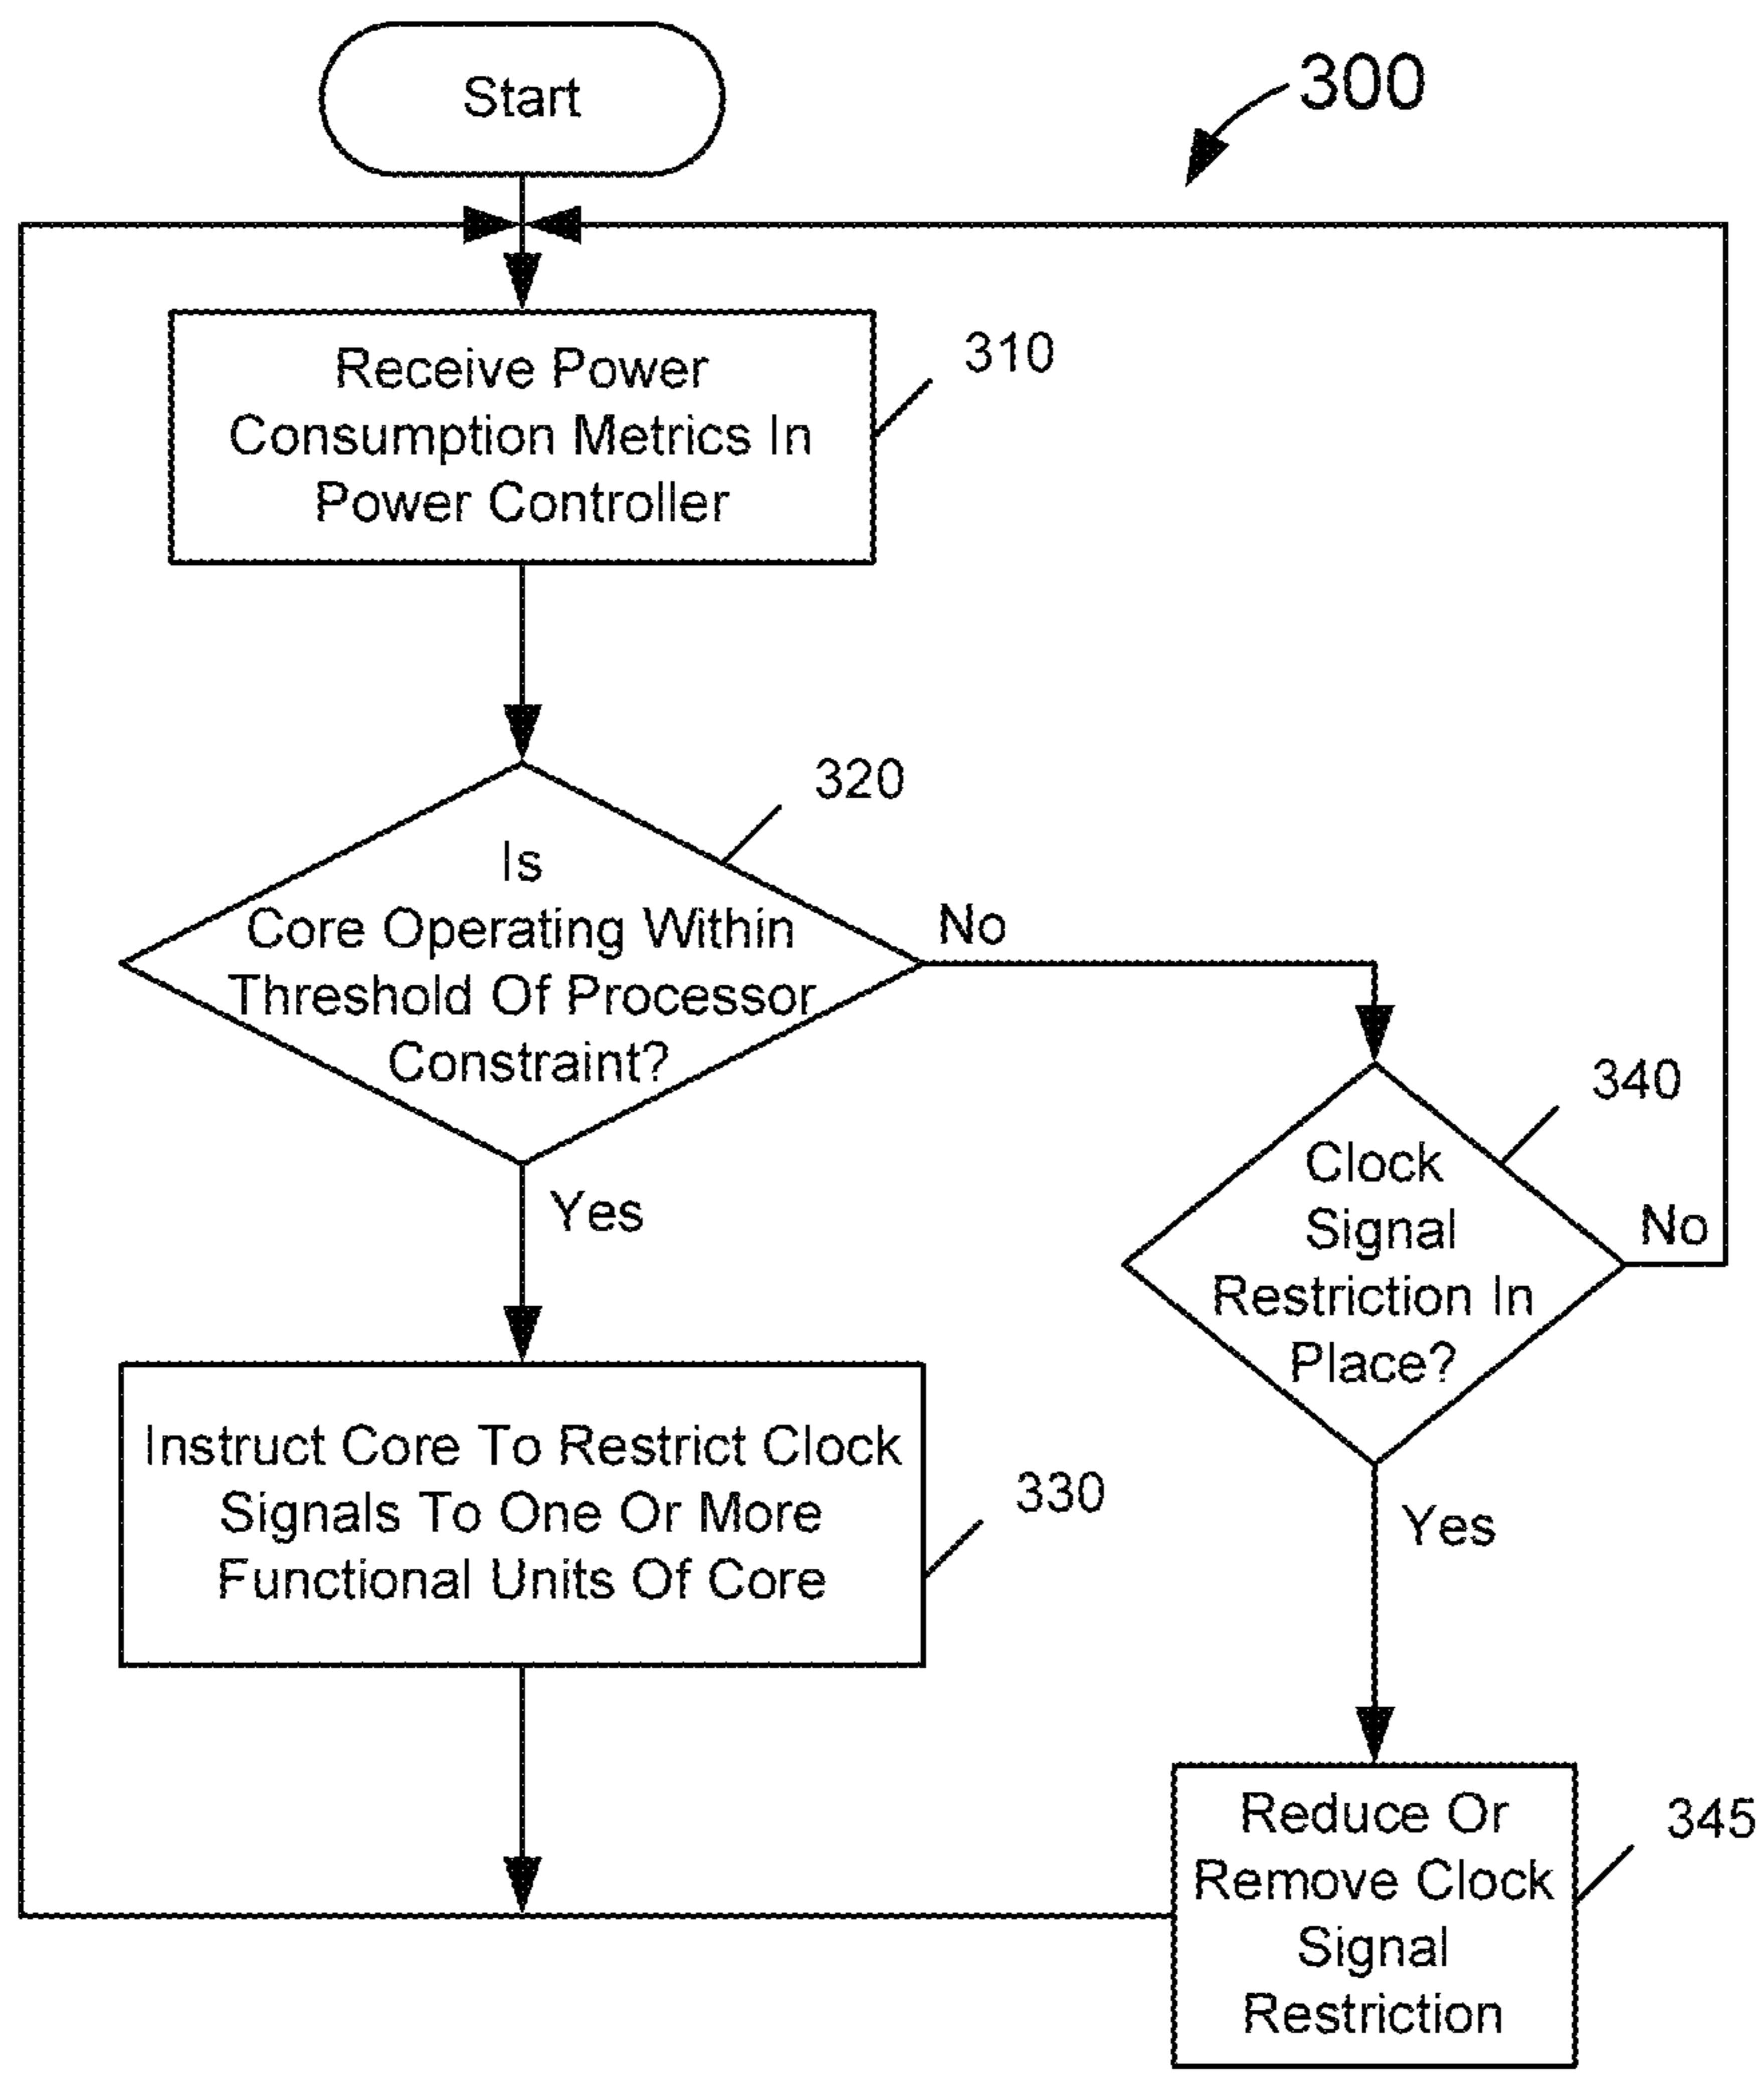 Start
300
Receive Power
Consumption Metrics In
Power Controller
310
320
Is
Core Operating Within
Threshold Of Processor
Constraint?
No
Yes
340
Clock
Signal
Restriction In
Place?
No
Yes
Instruct Core To Restrict Clock
Signals To One Or More
Functional Units Of Core
330
Reduce Or
Remove Clock
Signal
Restriction
345